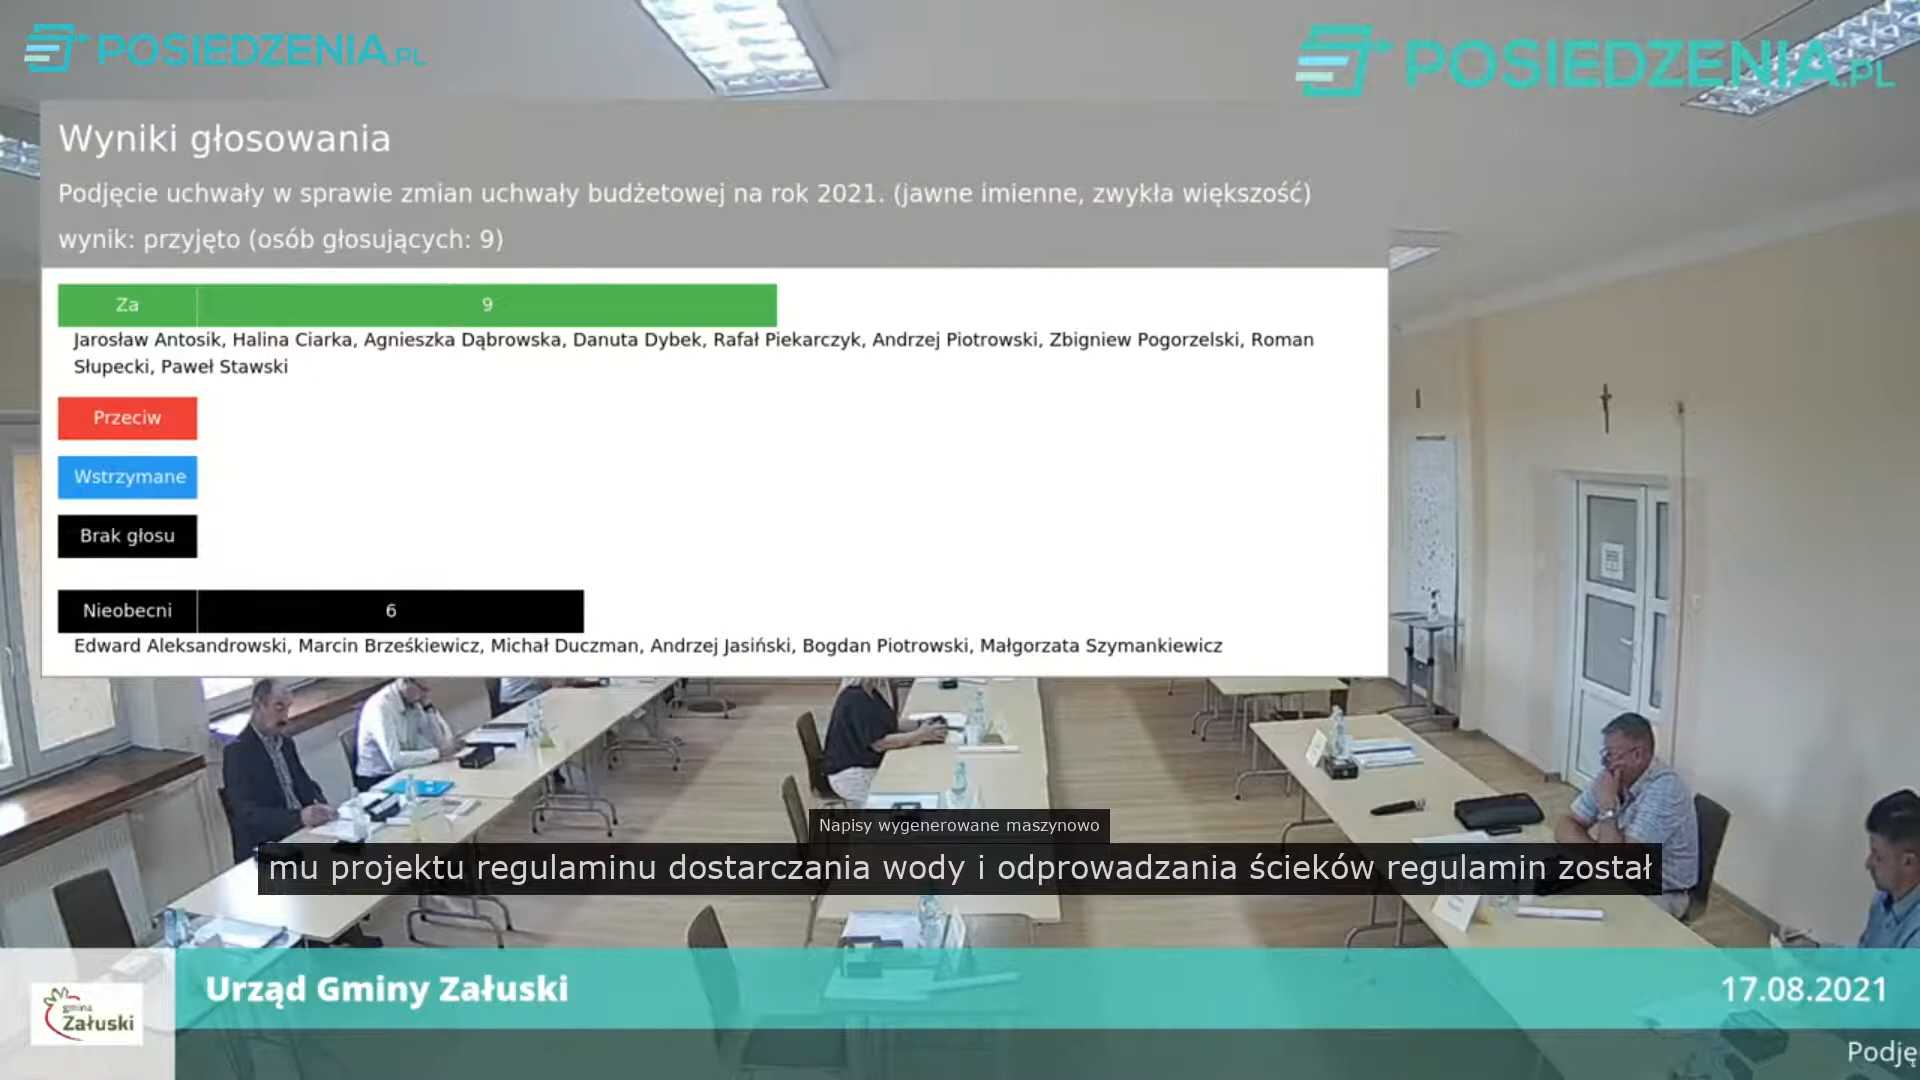 POSIEDZENIA.PL
POSIEDZENIA.PL
Wyniki głosowania
Podjęcie uchwały w sprawie zmian uchwały budżetowej na rok 2021. (jawne imienne, zwykła większość)
wynik: przyjęto (osób głosujących: 9)
Za 9
Jarosław Antosik, Halina Ciarka, Agnieszka Dąbrowska, Danuta Dybek, Rafał Piekarczyk, Andrzej Piotrowski, Zbigniew Pogorzelski, Roman
Słupecki, Paweł Stawski
Przeciw
Wstrzymane
Brak głosu
Nieobecni 6
Edward Aleksandrowski, Marcin Brześkiewicz, Michał Duczman, Andrzej Jasiński, Bogdan Piotrowski, Małgorzata Szymankiewicz
Napisy wygenerowane maszynowo
mu projektu regulaminu dostarczania wody i odprowadzania ścieków regulamin został
gmina
Załuski
Urząd Gminy Załuski
17.08.2021
Podję